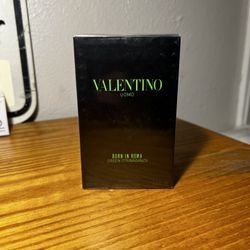 VALENTINO
UOMO
BORN IN ROMA
GREEN STRAVAGANZA